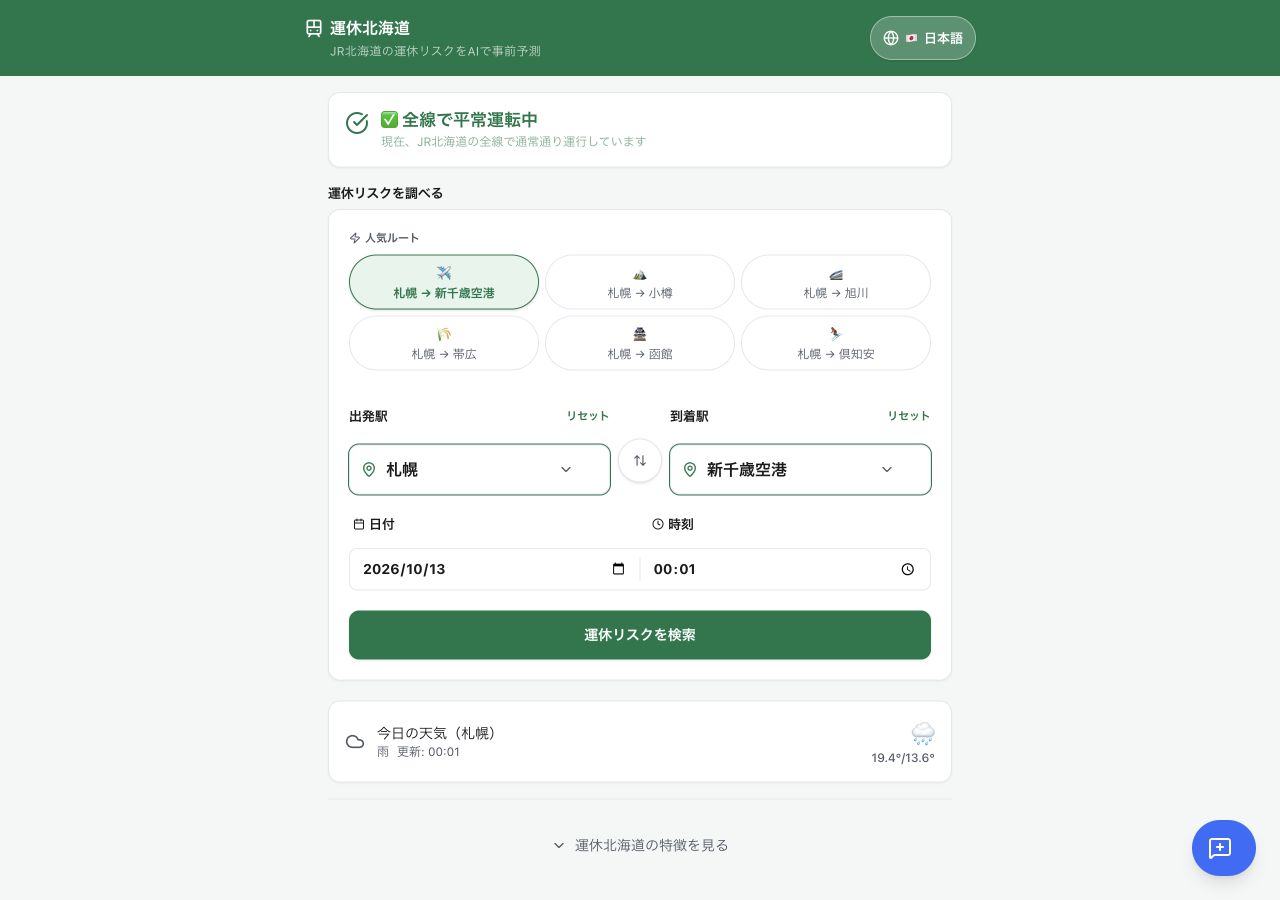 運休北海道
JR北海道の運休リスクをAIで事前予測
日本語
✅ 全線で平常運転中
現在、JR北海道の全線で通常通り運行しています
運休リスクを調べる
人気ルート
札幌 → 新千歳空港
札幌 → 小樽
札幌 → 旭川
札幌 → 帯広
札幌 → 函館
札幌 → 倶知安
出発駅 リセット
到着駅 リセット
札幌
新千歳空港
日付
時刻
2026/10/13
00:01
運休リスクを検索
今日の天気（札幌）
雨 更新: 00:01
19.4°/13.6°
運休北海道の特徴を見る